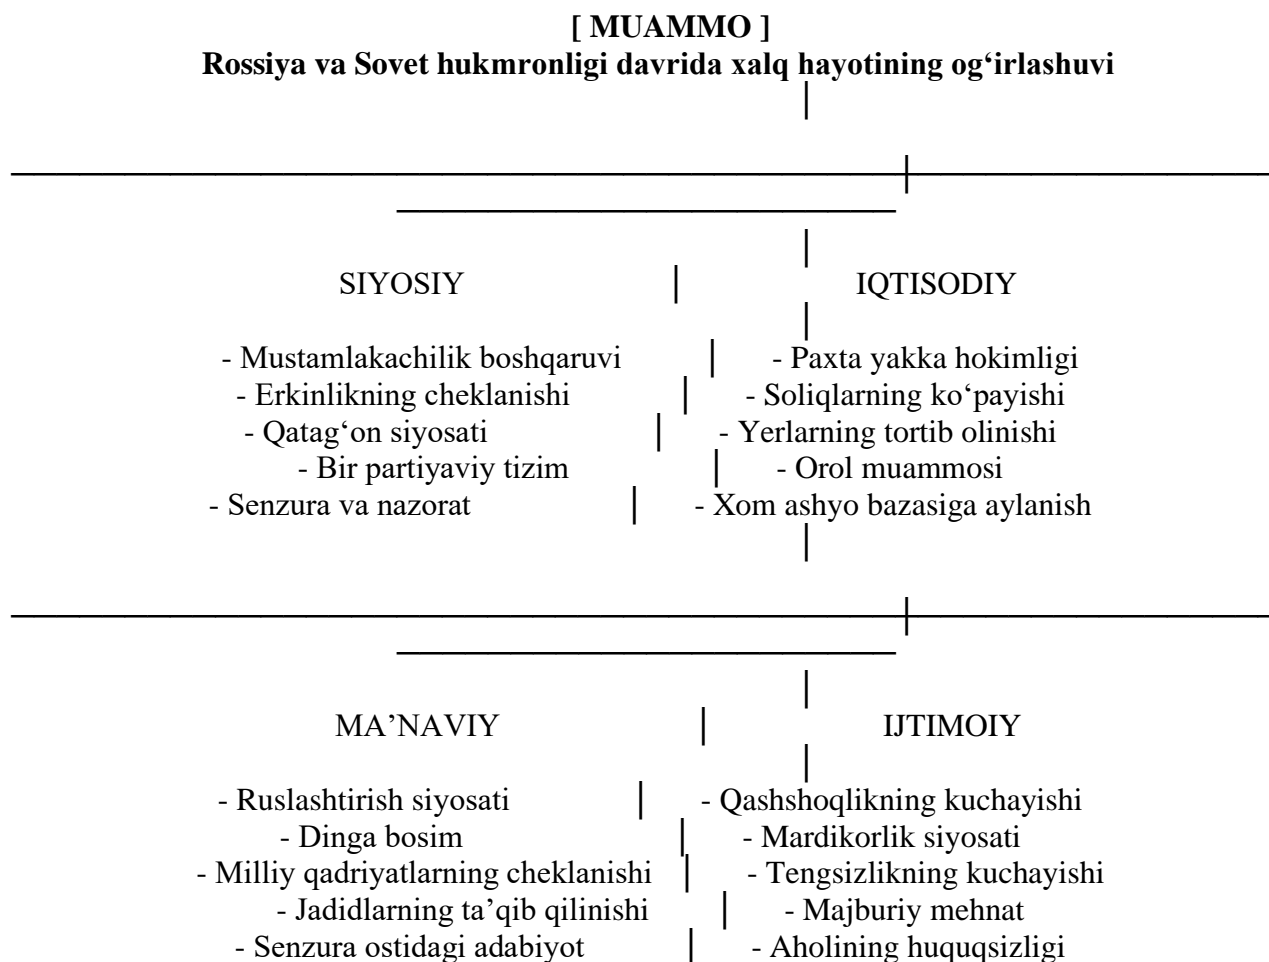 [ MUAMMO ]
Rossiya va Sovet hukmronligi davrida xalq hayotining og‘irlashuvi
SIYOSIY | IQTISODIY
- Mustamlakachilik boshqaruvi | - Paxta yakka hokimligi
- Erkinlikning cheklanishi | - Soliqlarning ko‘payishi
- Qatag‘on siyosati | - Yerlarning tortib olinishi
- Bir partiyaviy tizim | - Orol muammosi
- Senzura va nazorat | - Xom ashyo bazasiga aylanish
MA’NAVIY | IJTIMOIY
- Ruslashtirish siyosati | - Qashshoqlikning kuchayishi
- Dinga bosim | - Mardikorlik siyosati
- Milliy qadriyatlarning cheklanishi | - Tengsizlikning kuchayishi
- Jadidlarning ta’qib qilinishi | - Majburiy mehnat
- Senzura ostidagi adabiyot | - Aholining huquqsizligi